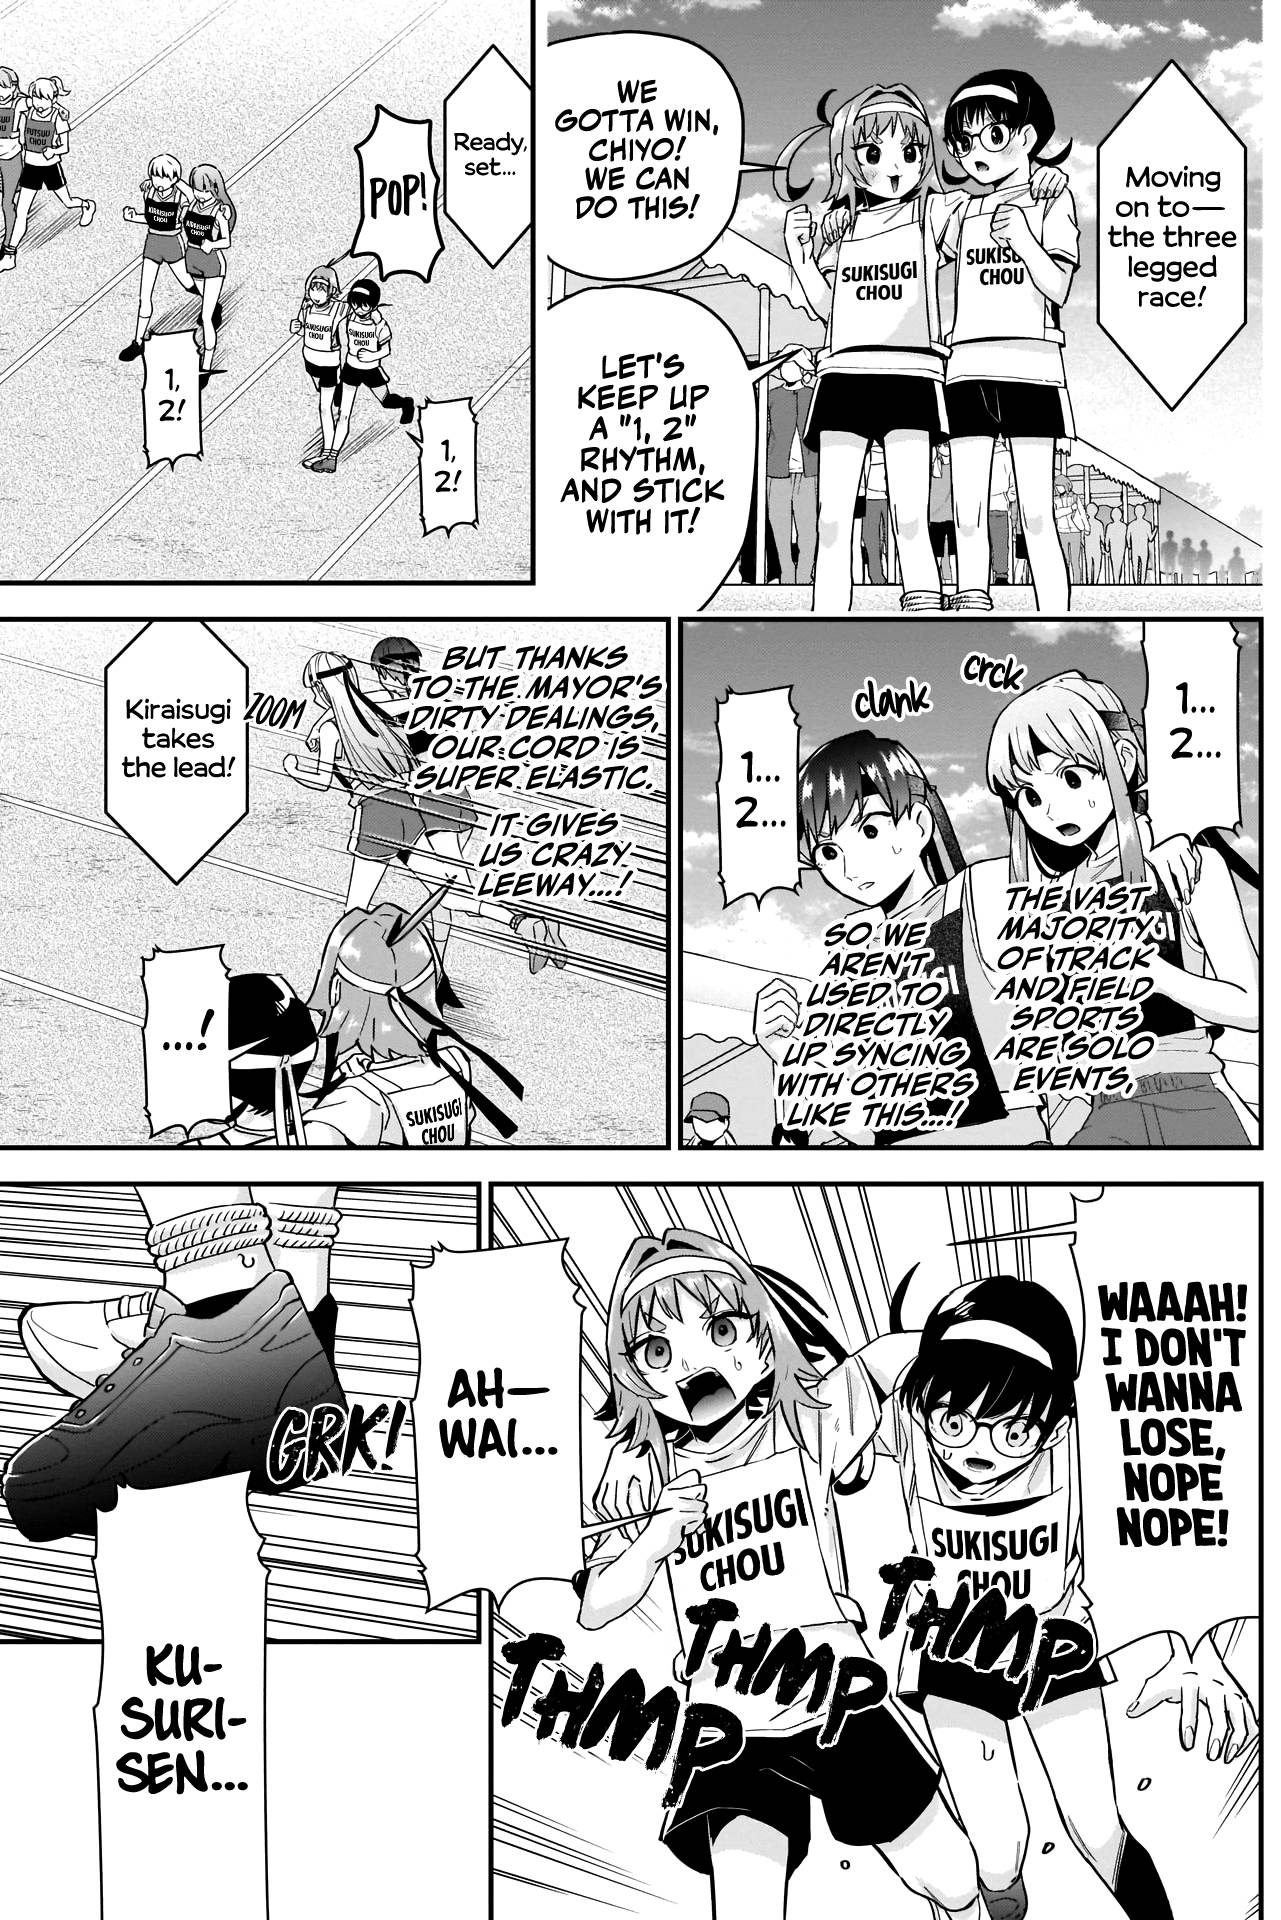 Moving
on to—
the three
legged
race!
WE
GOTTA WIN,
CHIYO!
WE CAN
DO THIS!
SUKISUGI
CHOU
SUKISUGI
CHOU
LET'S
KEEP UP
A "1, 2"
RHYTHM,
AND STICK
WITH IT!
Ready,
set...
POP!
FUTSUU
CHOU
KIRAISUGI
CHOU
KIRAISUGI
CHOU
SUKISUGI
CHOU
SUKISUGI
CHOU
1,
2!
1,
2!
1...
2...
crck
clank
1...
2...
THE VAST
MAJORITY
OF TRACK
AND FIELD
SPORTS
ARE SOLO
EVENTS,
SO WE
AREN'T
USED TO
DIRECTLY
UP SYNCING
WITH OTHERS
LIKE THIS...!
BUT THANKS
TO THE MAYOR'S
DIRTY DEALINGS,
OUR CORD IS
SUPER ELASTIC.
IT GIVES
US CRAZY
LEEWAY...!
ZOOM
Kiraisugi
takes
the lead!
...!
SUKISUGI
CHOU
WAAAH!
I DON'T
WANNA
LOSE,
NOPE
NOPE!
SUKISUGI
CHOU
SUKISUGI
CHOU
THMP
THMP
THMP
AH—
WAI...
GRK!
KU-
SURI-
SEN...